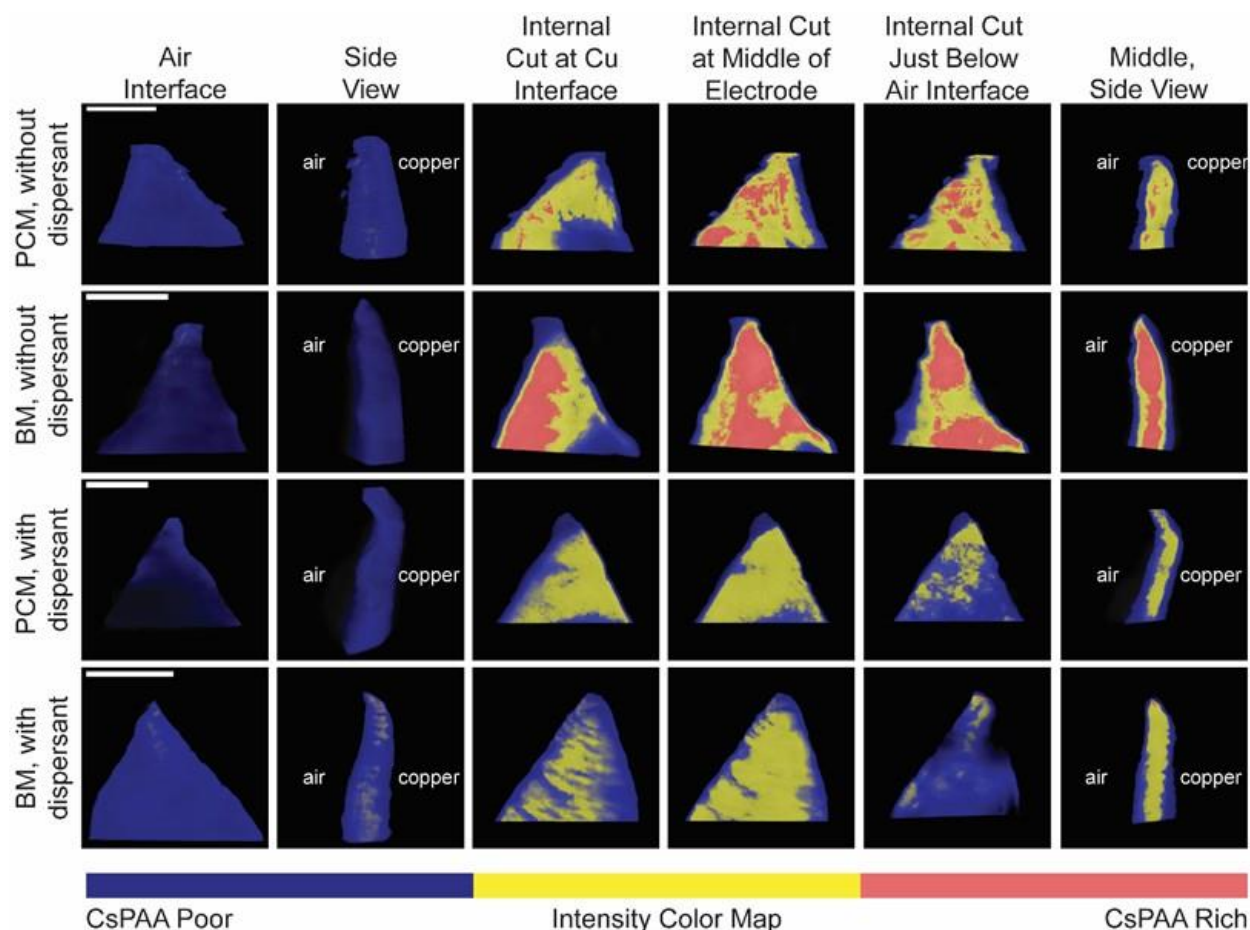 Air
Interface
Side
View
Internal
Cut at Cu
Interface
Internal Cut
at Middle of
Electrode
Internal Cut
Just Below
Air Interface
Middle,
Side View
PCM, without
dispersant
air copper
air copper
BM, without
dispersant
air copper
air copper
PCM, with
dispersant
air copper
air copper
BM, with
dispersant
air copper
air copper
CsPAA Poor Intensity Color Map CsPAA Rich